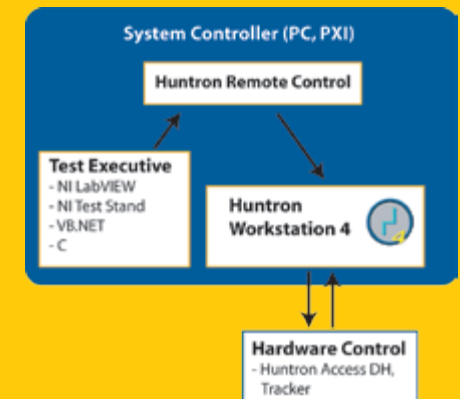 System Controller (PC, PXI)
Huntron Remote Control
Test Executive
- NI LabVIEW
- NI Test Stand
- VB.NET
- C
Huntron
Workstation 4
4
Hardware Control
- Huntron Access DH,
Tracker